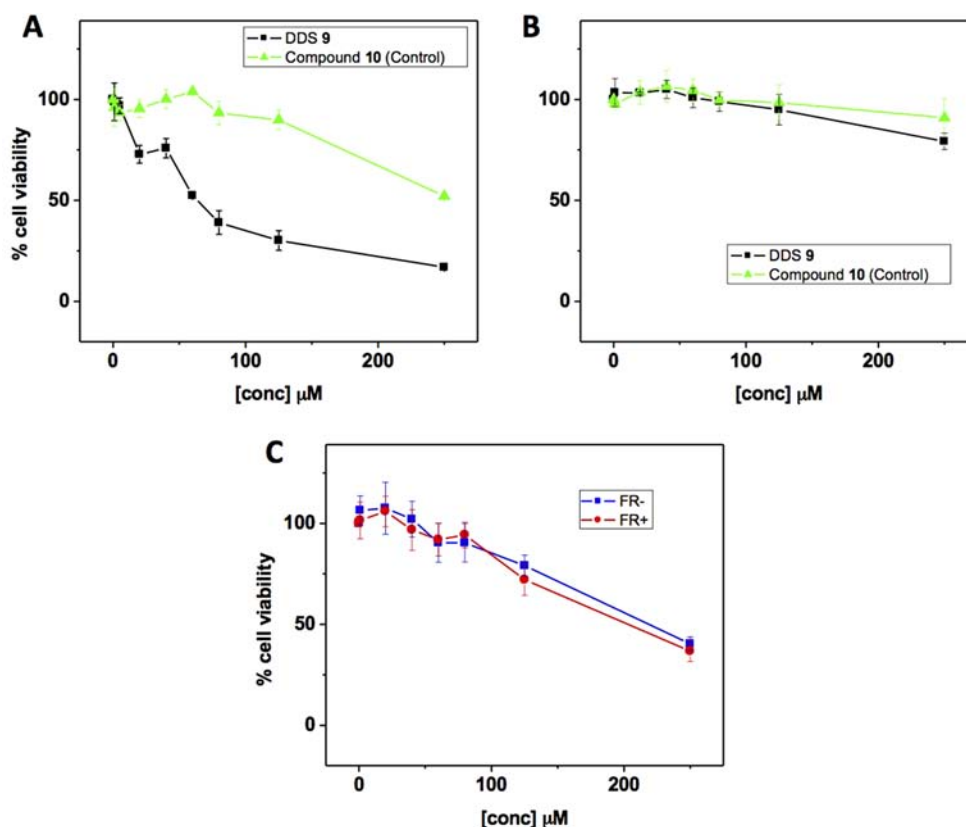 A
DDS 9
Compound 10 (Control)
100
50
0
% cell viability
0
100
200
[conc] μM
B
100
50
0
DDS 9
Compound 10 (Control)
0
100
200
[conc] μM
C
FR-
FR+
100
50
0
% cell viability
0
100
200
[conc] μM